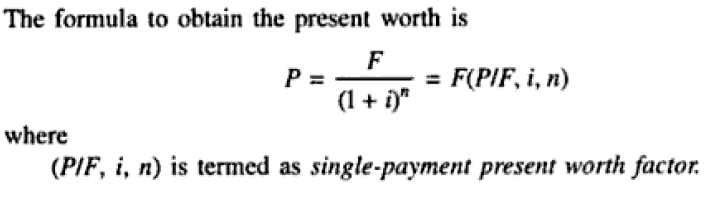 The formula to obtain the present worth is
P = F / (1 + i)^n = F(P/F, i, n)
where
(P/F, i, n) is termed as single-payment present worth factor.